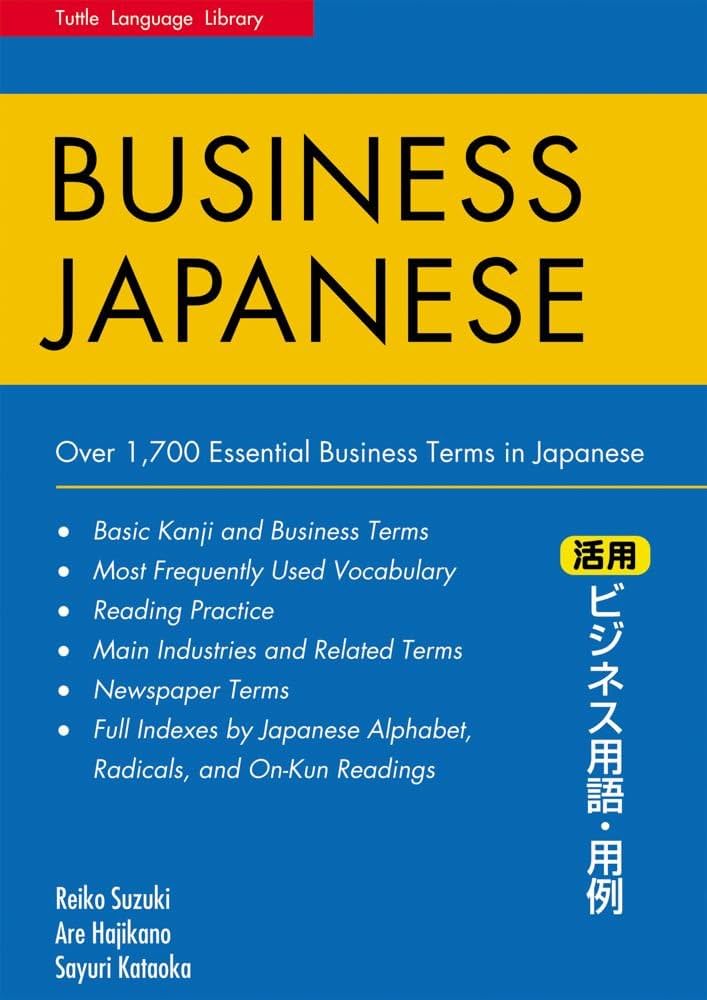 Tuttle Language Library
BUSINESS
JAPANESE
Over 1,700 Essential Business Terms in Japanese
• Basic Kanji and Business Terms
• Most Frequently Used Vocabulary
• Reading Practice
• Main Industries and Related Terms
• Newspaper Terms
• Full Indexes by Japanese Alphabet,
Radicals, and On-Kun Readings
活用
ビジネス用語・用例
Reiko Suzuki
Are Hajikano
Sayuri Kataoka